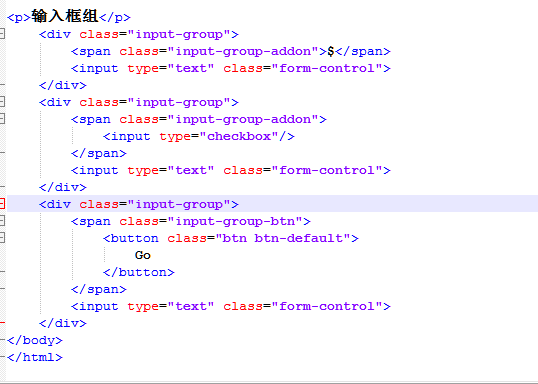 <p>输入框组</p>
<div class="input-group">
<span class="input-group-addon">$</span>
<input type="text" class="form-control">
</div>
<div class="input-group">
<span class="input-group-addon">
<input type="checkbox"/>
</span>
<input type="text" class="form-control">
</div>
<div class="input-group">
<span class="input-group-btn">
<button class="btn btn-default">
Go
</button>
</span>
<input type="text" class="form-control">
</div>
</body>
</html>